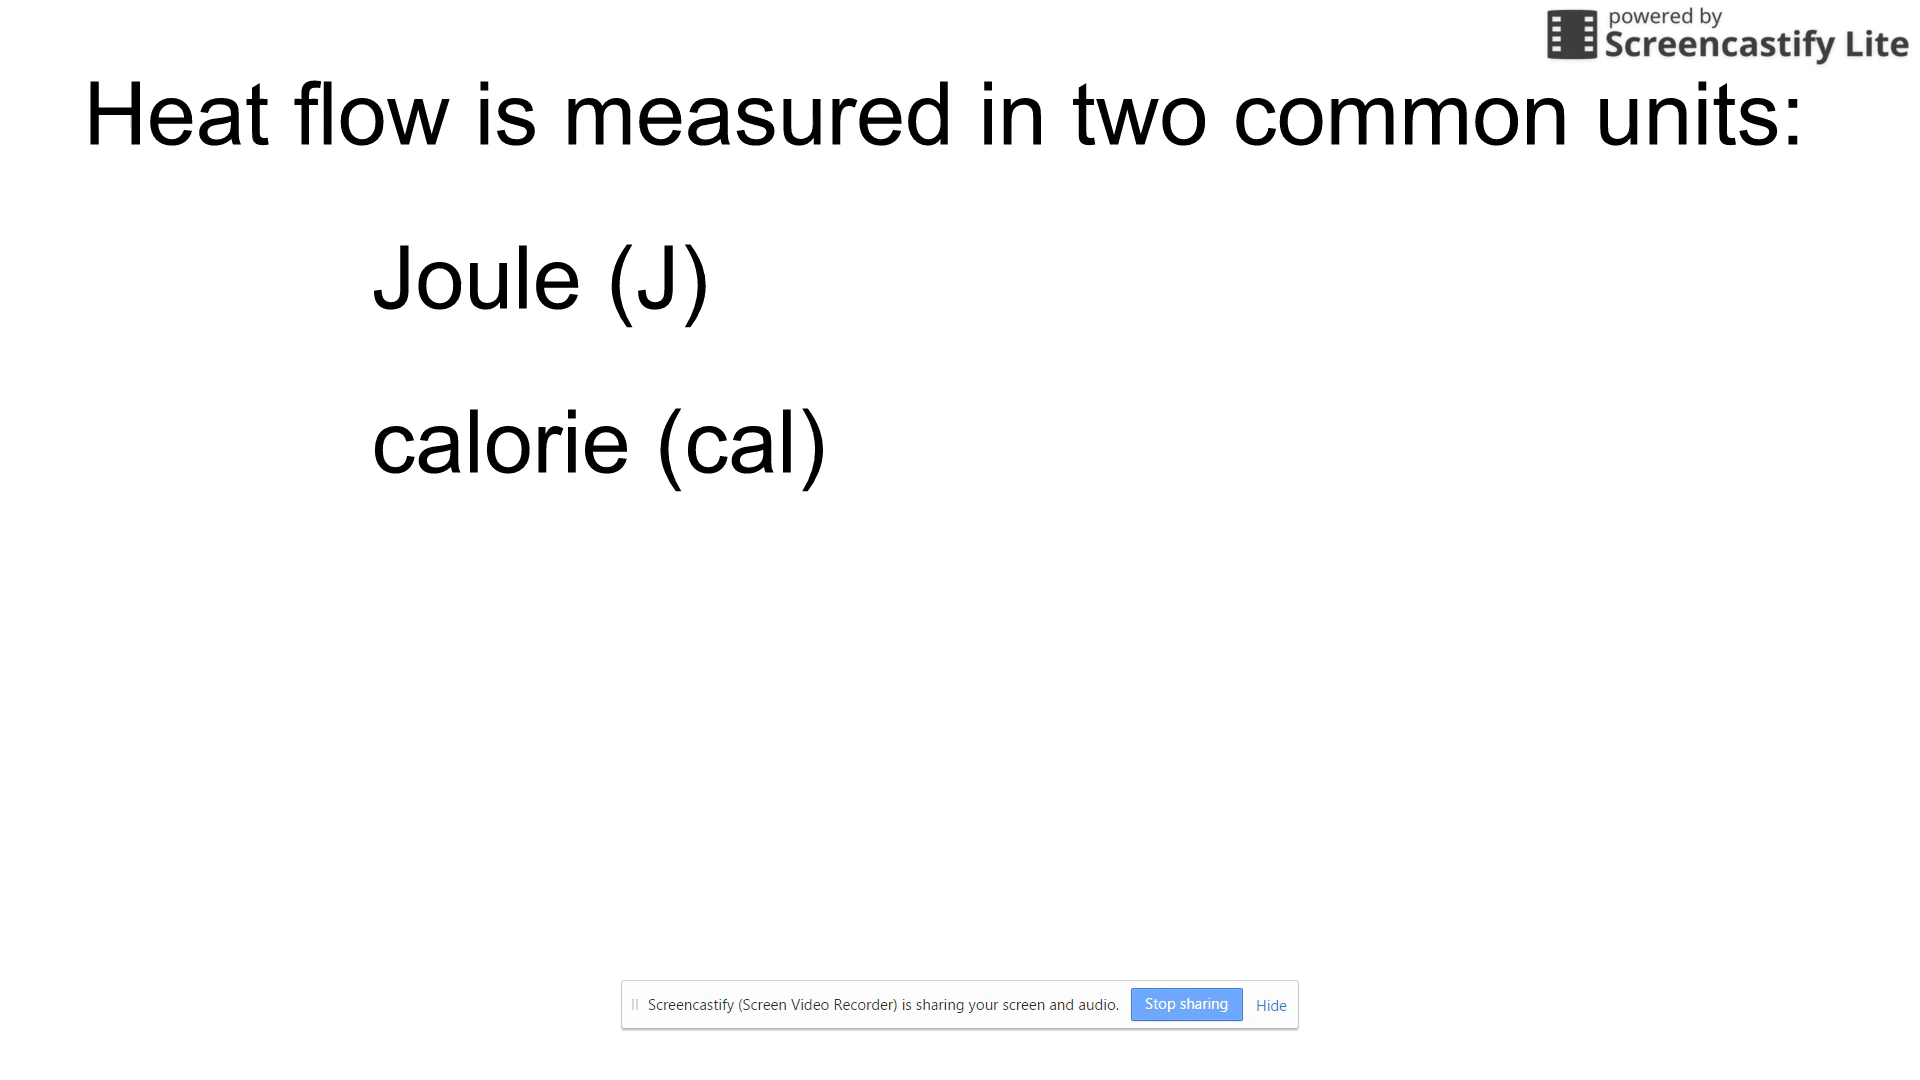 powered by
Screencastify Lite
Heat flow is measured in two common units:
Joule (J)
calorie (cal)
Screencastify (Screen Video Recorder) is sharing your screen and audio. Stop sharing Hide